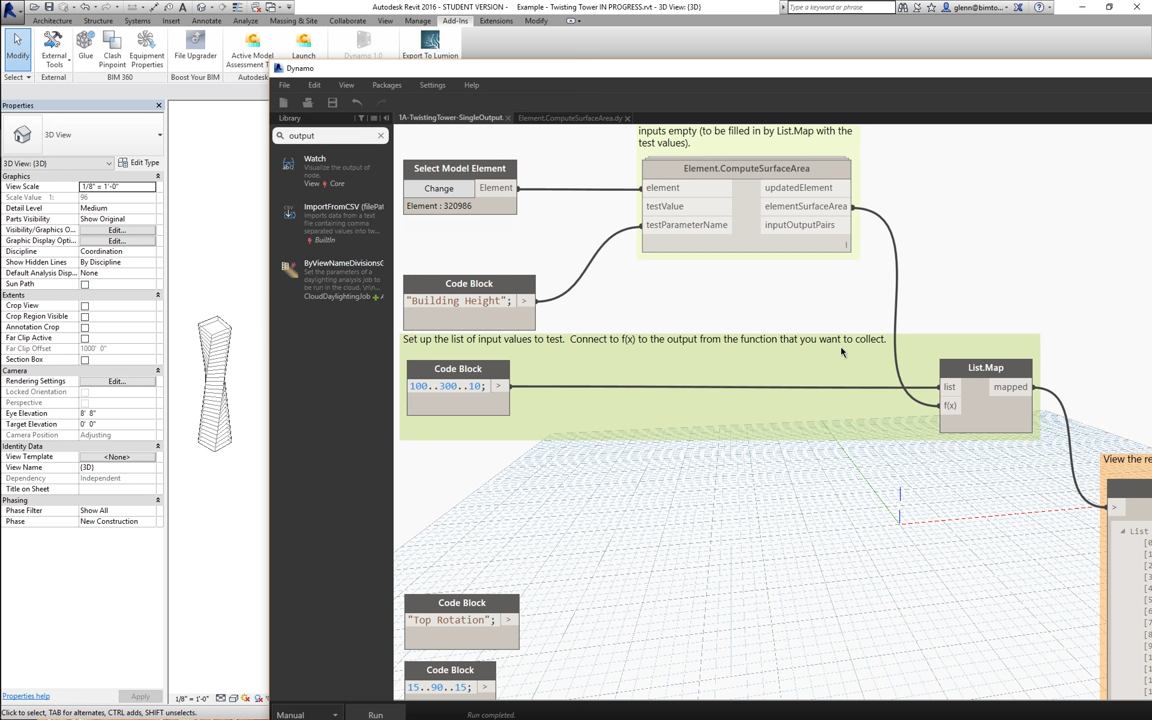 Autodesk Revit 2016 - STUDENT VERSION - Example - Twisting Tower IN PROGRESS.rvt - 3D View: {3D}
Type a keyword or phrase
glenn@bimto...
Architecture Structure Systems Insert Annotate Analyze Massing & Site Collaborate View Manage Add-Ins Extensions Modify
Modify
External Tools
Glue
Clash Pinpoint
Equipment Properties
File Upgrader
Active Model
Assessment T
Launch
Dynamo 1.0
Export To Lumion
Select
External
BIM 360
Boost Your BIM
Autodes
Dynamo
File Edit View Packages Settings Help
Properties
3D View
3D View: {3D}
Edit Type
Graphics
View Scale 1/8" = 1'-0"
Scale Value 1: 96
Detail Level Medium
Parts Visibility Show Original
Visibility/Graphics O... Edit...
Graphic Display Opti... Edit...
Discipline Coordination
Show Hidden Lines By Discipline
Default Analysis Disp... None
Sun Path
Extents
Crop View
Crop Region Visible
Annotation Crop
Far Clip Active
Far Clip Offset 1000' 0"
Section Box
Camera
Rendering Settings Edit...
Locked Orientation
Perspective
Eye Elevation 8' 8"
Target Elevation 0' 0"
Camera Position Adjusting
Identity Data
View Template <None>
View Name {3D}
Dependency Independent
Title on Sheet
Phasing
Phase Filter Show All
Phase New Construction
Properties help
Apply
1/8" = 1'-0"
Click to select, TAB for alternates, CTRL adds, SHIFT unselects.
Library
output
Watch
Visualize the output of
node.
View Core
ImportFromCSV (filePat
Imports data from a text
file containing comma
separated values into tw...
BuiltIn
ByViewNameDivisionsC
Set the parameters of a
daylighting analysis job to
be run in the cloud. \n\n...
CloudDaylightingJob
1A-TwistingTower-SingleOutput.
Element.ComputeSurfaceArea.dy
inputs empty (to be filled in by List.Map with the
test values).
Select Model Element
Change Element
Element : 320986
Element.ComputeSurfaceArea
element updatedElement
testValue elementSurfaceArea
testParameterName inputOutputPairs
Code Block
"Building Height"; >
Set up the list of input values to test. Connect to f(x) to the output from the function that you want to collect.
Code Block
100..300..10; >
List.Map
list mapped
f(x)
View the re
>
List
Code Block
"Top Rotation"; >
Code Block
15..90..15; >
Manual Run Run completed.